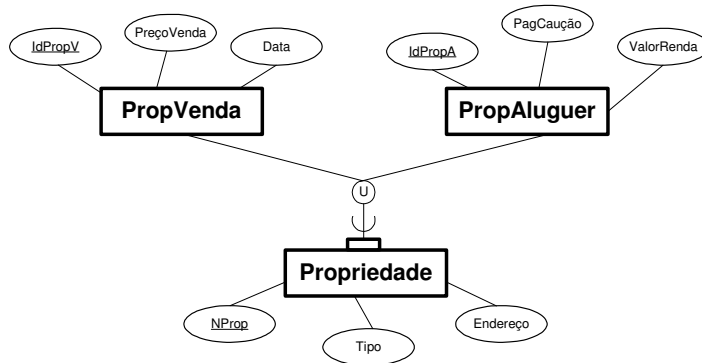 IdPropV
PreçoVenda
Data
IdPropA
PagCaução
ValorRenda
PropVenda
PropAluguer
U
Propriedade
NProp
Tipo
Endereço